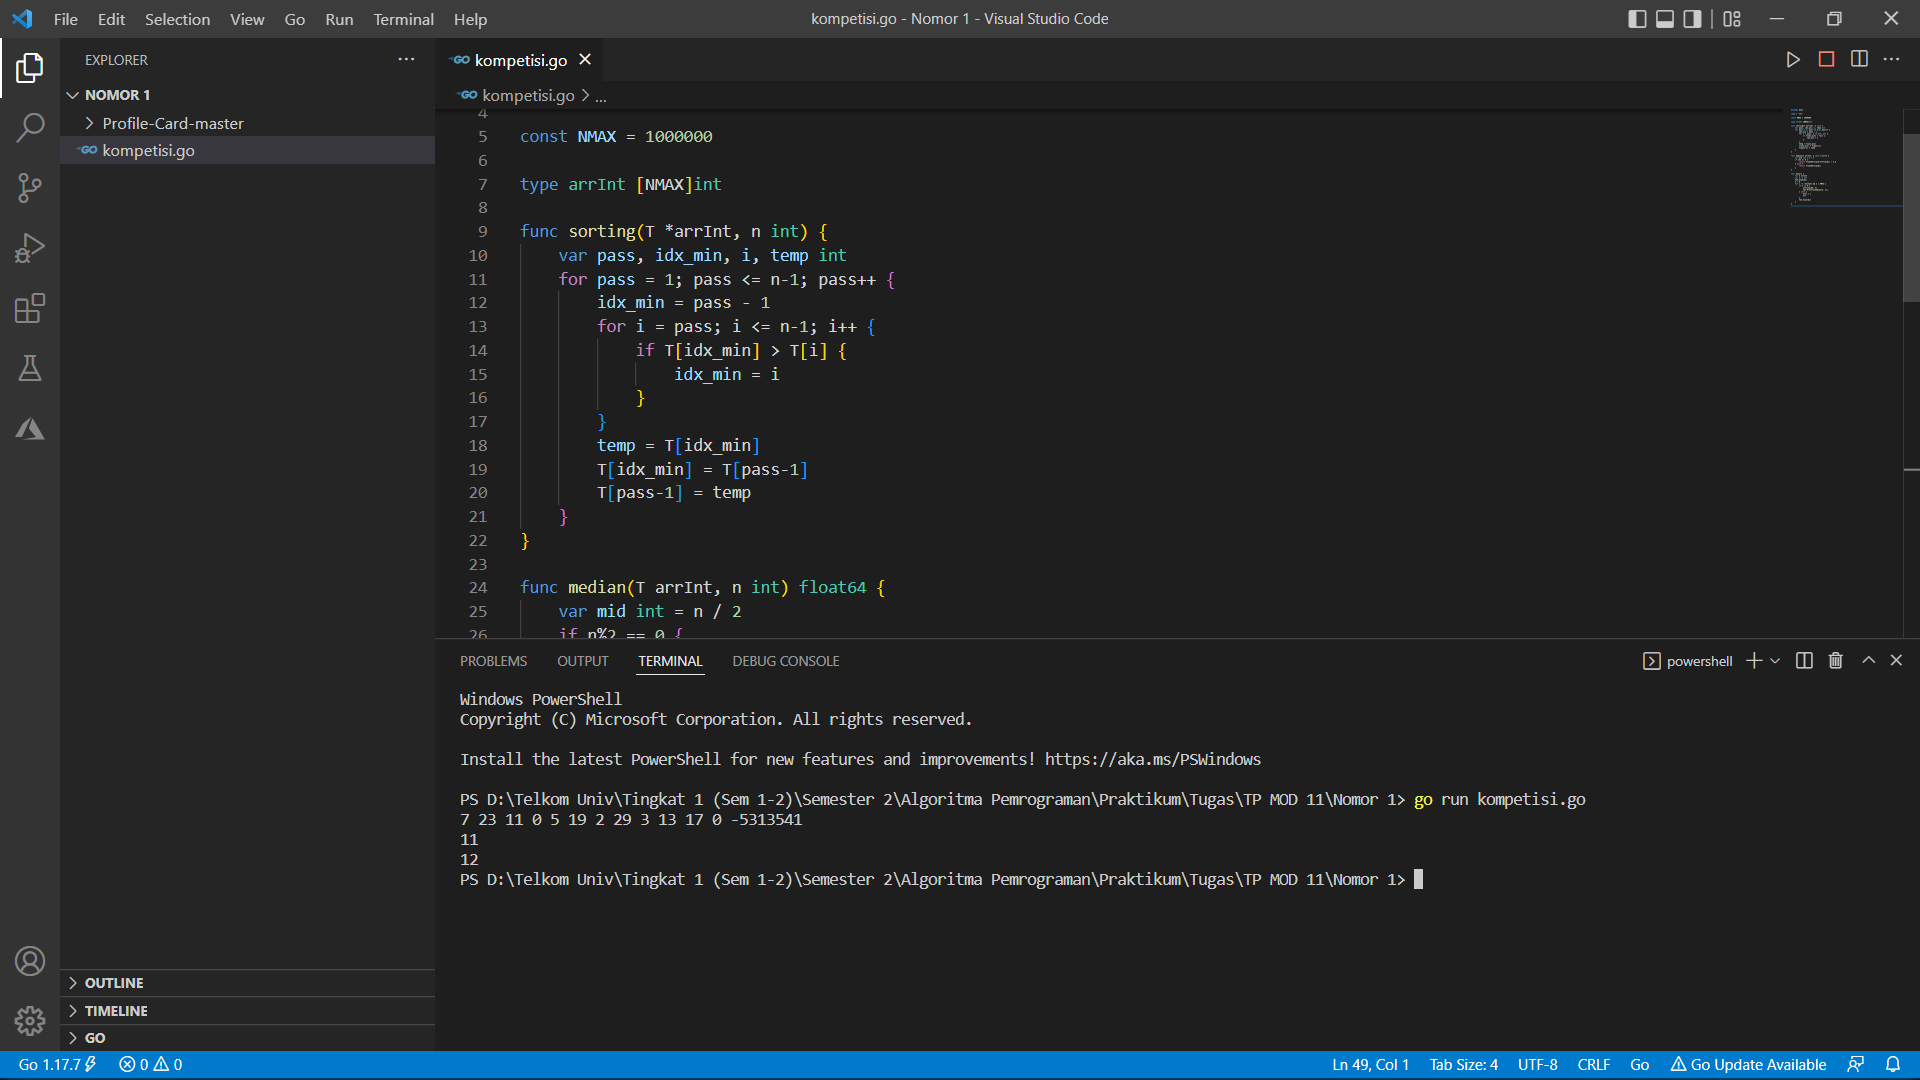 File Edit Selection View Go Run Terminal Help
kompetisi.go - Nomor 1 - Visual Studio Code
EXPLORER
NOMOR 1
Profile-Card-master
GO kompetisi.go
OUTLINE
TIMELINE
GO
GO kompetisi.go
GO kompetisi.go > ...
4
5 const NMAX = 1000000
6
7 type arrInt [NMAX]int
8
9 func sorting(T *arrInt, n int) {
10 var pass, idx_min, i, temp int
11 for pass = 1; pass <= n-1; pass++ {
12 idx_min = pass - 1
13 for i = pass; i <= n-1; i++ {
14 if T[idx_min] > T[i] {
15 idx_min = i
16 }
17 }
18 temp = T[idx_min]
19 T[idx_min] = T[pass-1]
20 T[pass-1] = temp
21 }
22 }
23
24 func median(T arrInt, n int) float64 {
25 var mid int = n / 2
26 if n%2 == 0 {
PROBLEMS OUTPUT TERMINAL DEBUG CONSOLE
powershell
Windows PowerShell
Copyright (C) Microsoft Corporation. All rights reserved.
Install the latest PowerShell for new features and improvements! https://aka.ms/PSWindows
PS D:\Telkom Univ\Tingkat 1 (Sem 1-2)\Semester 2\Algoritma Pemrograman\Praktikum\Tugas\TP MOD 11\Nomor 1> go run kompetisi.go
7 23 11 0 5 19 2 29 3 13 17 0 -5313541
11
12
PS D:\Telkom Univ\Tingkat 1 (Sem 1-2)\Semester 2\Algoritma Pemrograman\Praktikum\Tugas\TP MOD 11\Nomor 1>
Go 1.17.7 0 0
Ln 49, Col 1 Tab Size: 4 UTF-8 CRLF Go Go Update Available